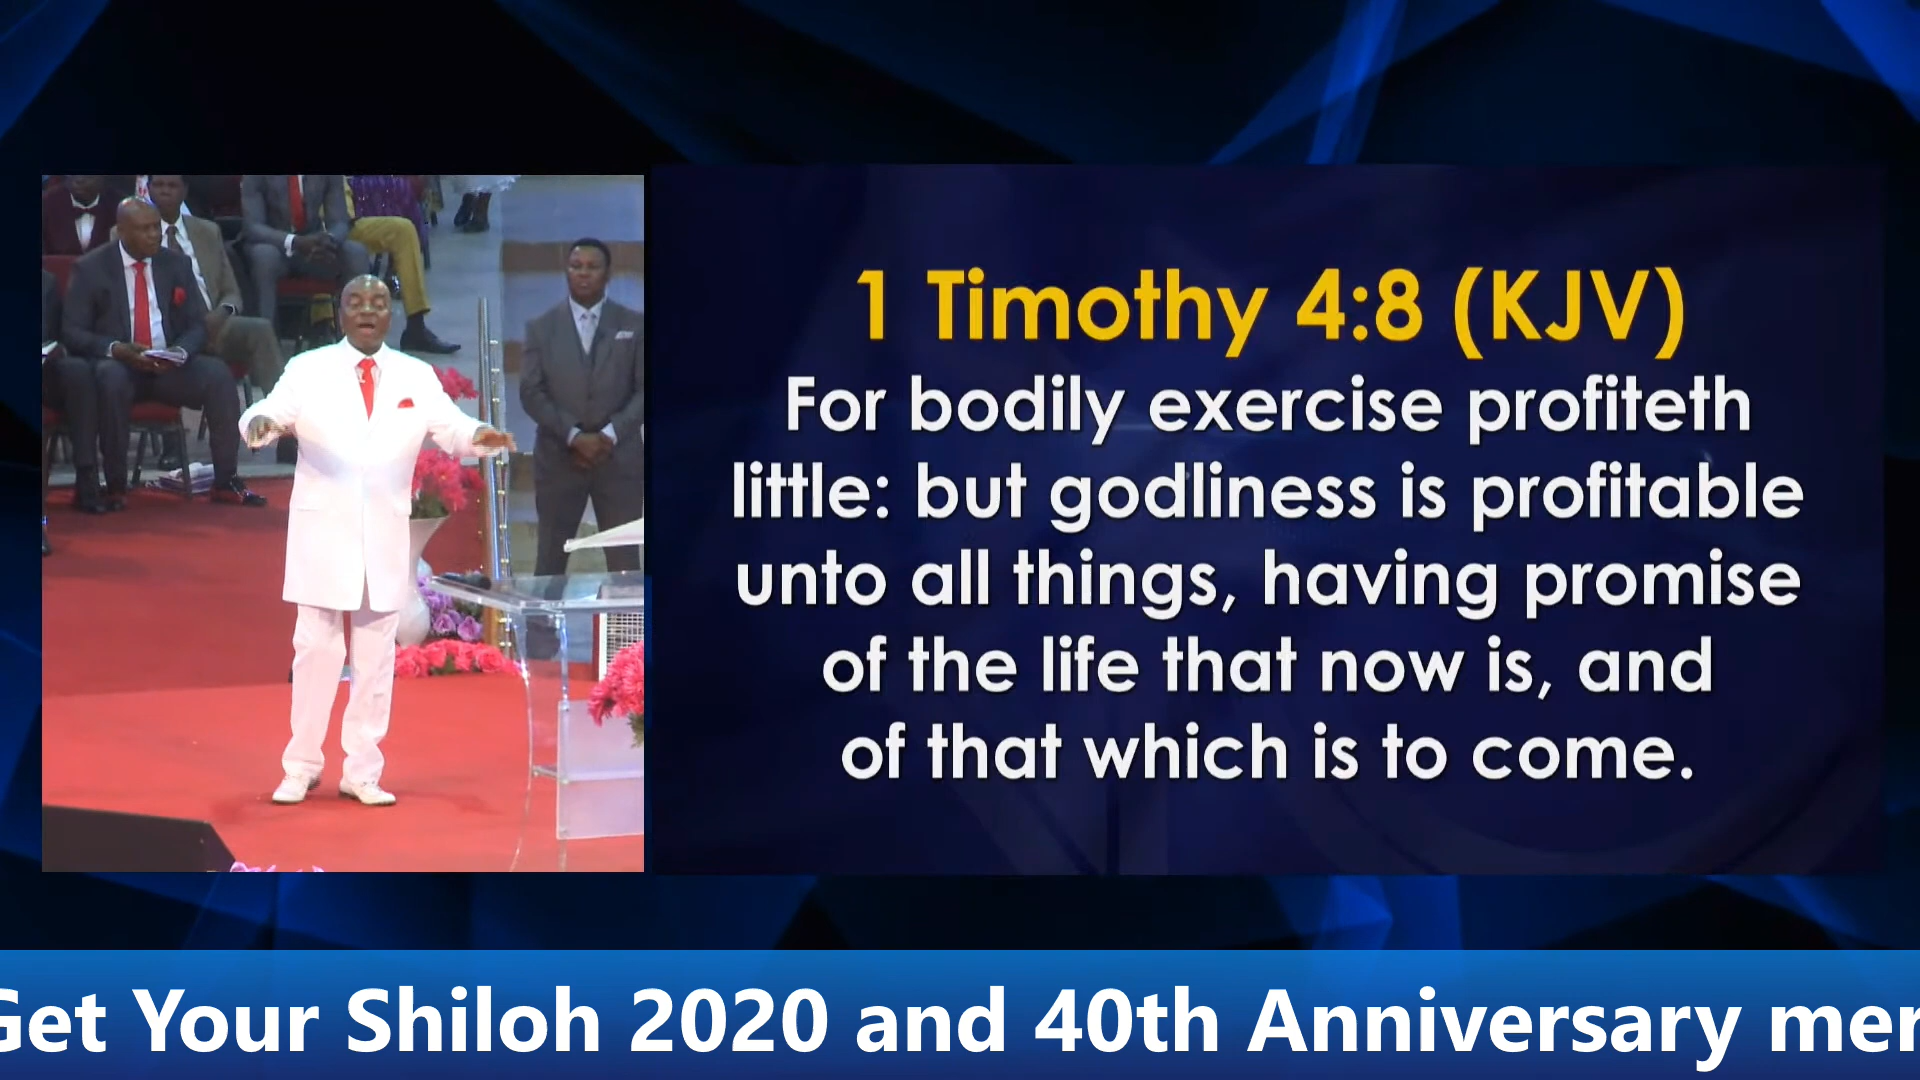 1 Timothy 4:8 (KJV)
For bodily exercise profiteth
little: but godliness is profitable
unto all things, having promise
of the life that now is, and
of that which is to come.
Get Your Shiloh 2020 and 40th Anniversary